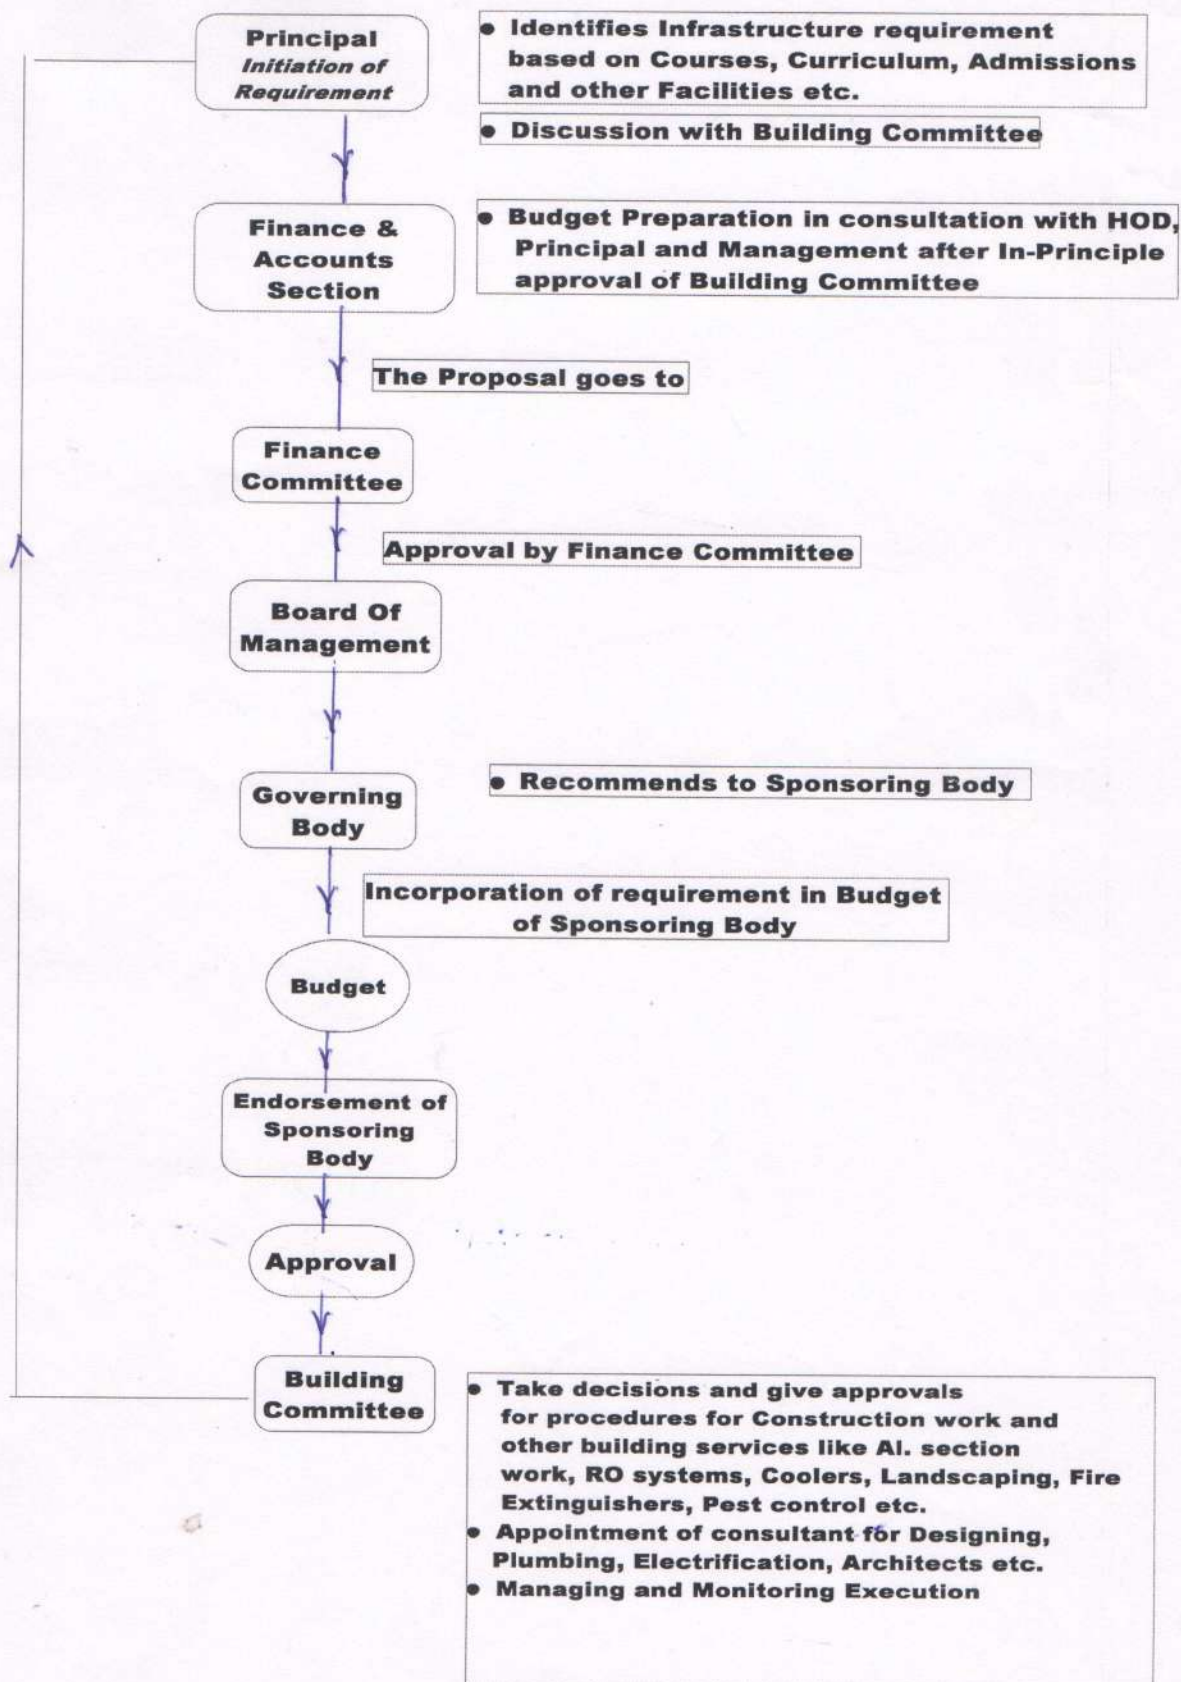 Principal
Initiation of
Requirement
● Identifies Infrastructure requirement
based on Courses, Curriculum, Admissions
and other Facilities etc.
● Discussion with Building Committee
Finance &
Accounts
Section
● Budget Preparation in consultation with HOD,
Principal and Management after In-Principle
approval of Building Committee
The Proposal goes to
Finance
Committee
Approval by Finance Committee
Board Of
Management
Governing
Body
● Recommends to Sponsoring Body
Incorporation of requirement in Budget
of Sponsoring Body
Budget
Endorsement of
Sponsoring
Body
Approval
Building
Committee
● Take decisions and give approvals
for procedures for Construction work and
other building services like Al. section
work, RO systems, Coolers, Landscaping, Fire
Extinguishers, Pest control etc.
● Appointment of consultant for Designing,
Plumbing, Electrification, Architects etc.
● Managing and Monitoring Execution